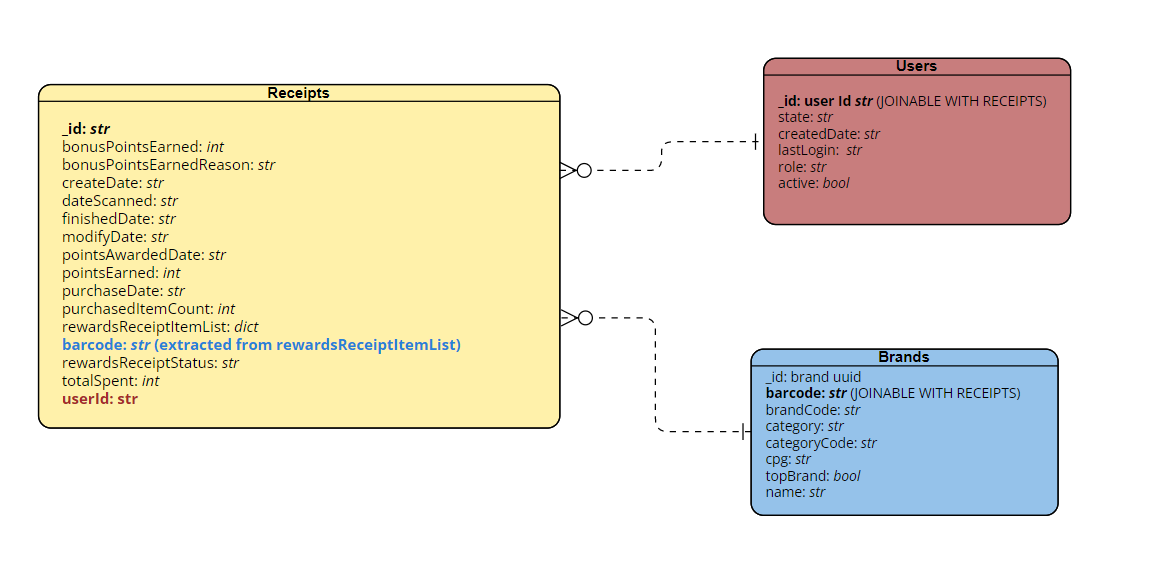 Receipts
_id: str
bonusPointsEarned: int
bonusPointsEarnedReason: str
createDate: str
dateScanned: str
finishedDate: str
modifyDate: str
pointsAwardedDate: str
pointsEarned: int
purchaseDate: str
purchasedItemCount: int
rewardsReceiptItemList: dict
barcode: str (extracted from rewardsReceiptItemList)
rewardsReceiptStatus: str
totalSpent: int
userId: str
Users
_id: user Id str (JOINABLE WITH RECEIPTS)
state: str
createdDate: str
lastLogin: str
role: str
active: bool
Brands
_id: brand uuid
barcode: str (JOINABLE WITH RECEIPTS)
brandCode: str
category: str
categoryCode: str
cpg: str
topBrand: bool
name: str